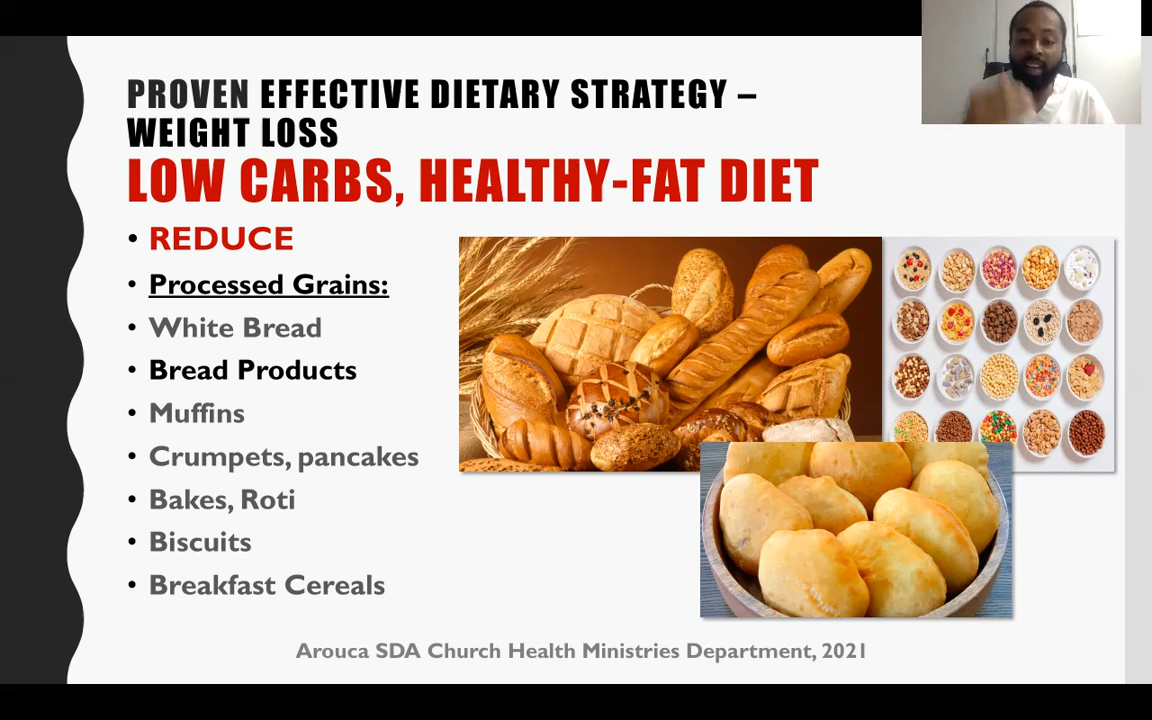 PROVEN EFFECTIVE DIETARY STRATEGY –
WEIGHT LOSS
LOW CARBS, HEALTHY-FAT DIET
• REDUCE
• Processed Grains:
• White Bread
• Bread Products
• Muffins
• Crumpets, pancakes
• Bakes, Roti
• Biscuits
• Breakfast Cereals
Arouca SDA Church Health Ministries Department, 2021